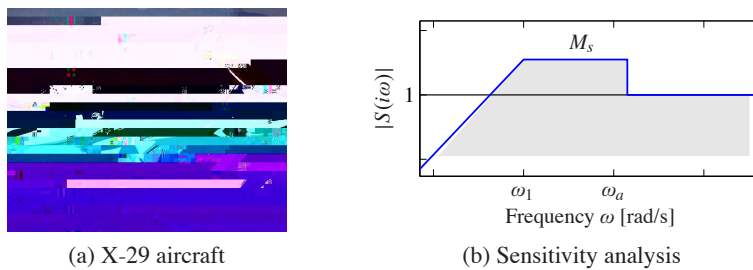 M_s
|S(iω)|
1
ω_1
ω_a
Frequency ω [rad/s]
(a) X-29 aircraft
(b) Sensitivity analysis